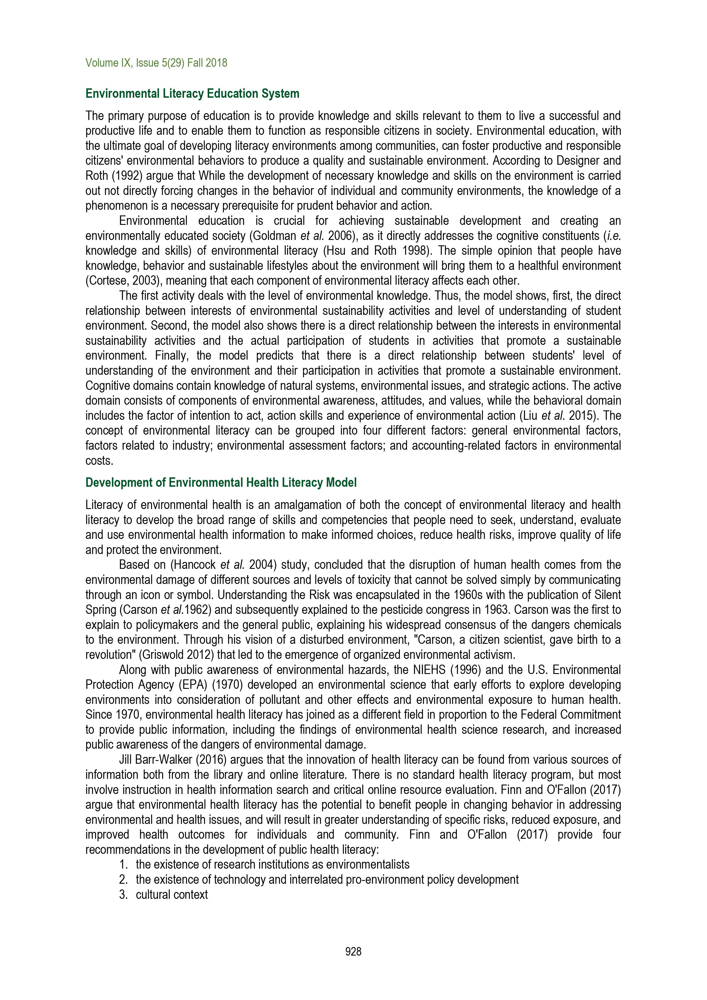 Volume IX, Issue 5(29) Fall 2018
Environmental Literacy Education System
The primary purpose of education is to provide knowledge and skills relevant to them to live a successful and
productive life and to enable them to function as responsible citizens in society. Environmental education, with
the ultimate goal of developing literacy environments among communities, can foster productive and responsible
citizens' environmental behaviors to produce a quality and sustainable environment. According to Designer and
Roth (1992) argue that While the development of necessary knowledge and skills on the environment is carried
out not directly forcing changes in the behavior of individual and community environments, the knowledge of a
phenomenon is a necessary prerequisite for prudent behavior and action.
Environmental education is crucial for achieving sustainable development and creating an
environmentally educated society (Goldman et al. 2006), as it directly addresses the cognitive constituents (i.e.
knowledge and skills) of environmental literacy (Hsu and Roth 1998). The simple opinion that people have
knowledge, behavior and sustainable lifestyles about the environment will bring them to a healthful environment
(Cortese, 2003), meaning that each component of environmental literacy affects each other.
The first activity deals with the level of environmental knowledge. Thus, the model shows, first, the direct
relationship between interests of environmental sustainability activities and level of understanding of student
environment. Second, the model also shows there is a direct relationship between the interests in environmental
sustainability activities and the actual participation of students in activities that promote a sustainable
environment. Finally, the model predicts that there is a direct relationship between students' level of
understanding of the environment and their participation in activities that promote a sustainable environment.
Cognitive domains contain knowledge of natural systems, environmental issues, and strategic actions. The active
domain consists of components of environmental awareness, attitudes, and values, while the behavioral domain
includes the factor of intention to act, action skills and experience of environmental action (Liu et al. 2015). The
concept of environmental literacy can be grouped into four different factors: general environmental factors,
factors related to industry; environmental assessment factors; and accounting-related factors in environmental
costs.
Development of Environmental Health Literacy Model
Literacy of environmental health is an amalgamation of both the concept of environmental literacy and health
literacy to develop the broad range of skills and competencies that people need to seek, understand, evaluate
and use environmental health information to make informed choices, reduce health risks, improve quality of life
and protect the environment.
Based on (Hancock et al. 2004) study, concluded that the disruption of human health comes from the
environmental damage of different sources and levels of toxicity that cannot be solved simply by communicating
through an icon or symbol. Understanding the Risk was encapsulated in the 1960s with the publication of Silent
Spring (Carson et al.1962) and subsequently explained to the pesticide congress in 1963. Carson was the first to
explain to policymakers and the general public, explaining his widespread consensus of the dangers chemicals
to the environment. Through his vision of a disturbed environment, "Carson, a citizen scientist, gave birth to a
revolution" (Griswold 2012) that led to the emergence of organized environmental activism.
Along with public awareness of environmental hazards, the NIEHS (1996) and the U.S. Environmental
Protection Agency (EPA) (1970) developed an environmental science that early efforts to explore developing
environments into consideration of pollutant and other effects and environmental exposure to human health.
Since 1970, environmental health literacy has joined as a different field in proportion to the Federal Commitment
to provide public information, including the findings of environmental health science research, and increased
public awareness of the dangers of environmental damage.
Jill Barr-Walker (2016) argues that the innovation of health literacy can be found from various sources of
information both from the library and online literature. There is no standard health literacy program, but most
involve instruction in health information search and critical online resource evaluation. Finn and O'Fallon (2017)
argue that environmental health literacy has the potential to benefit people in changing behavior in addressing
environmental and health issues, and will result in greater understanding of specific risks, reduced exposure, and
improved health outcomes for individuals and community. Finn and O'Fallon (2017) provide four
recommendations in the development of public health literacy:
1. the existence of research institutions as environmentalists
2. the existence of technology and interrelated pro-environment policy development
3. cultural context
928